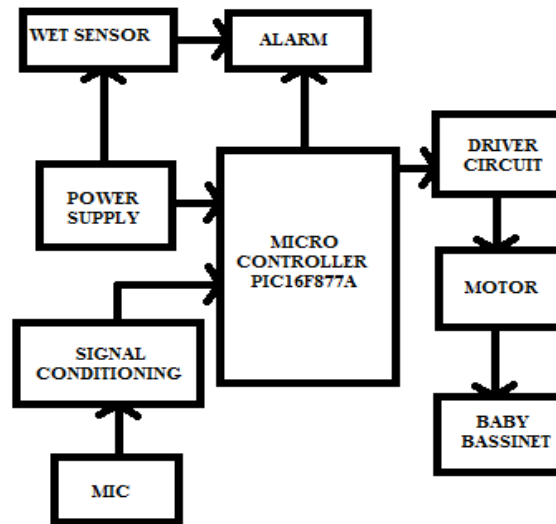 WET SENSOR
ALARM
DRIVER
CIRCUIT
POWER
SUPPLY
MICRO
CONTROLLER
PIC16F877A
MOTOR
SIGNAL
CONDITIONING
BABY
BASSINET
MIC